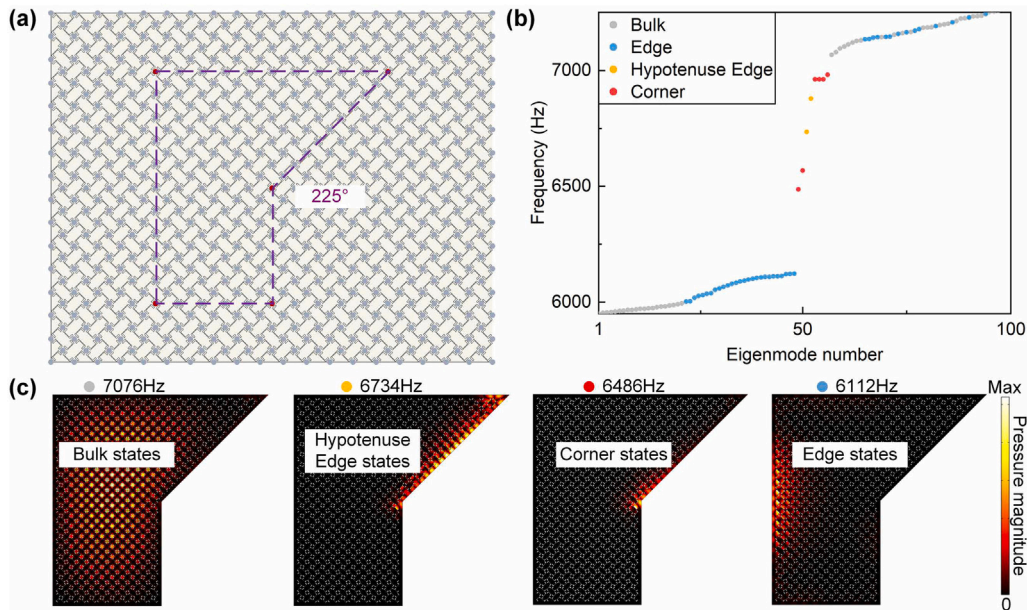 (a)
225°
(b)
Bulk
Edge
Hypotenuse Edge
Corner
7000
6500
6000
Frequency (Hz)
1
50
100
Eigenmode number
(c)
7076Hz
6734Hz
6486Hz
6112Hz
Bulk states
Hypotenuse
Edge states
Corner states
Edge states
Max
Pressure magnitude
0